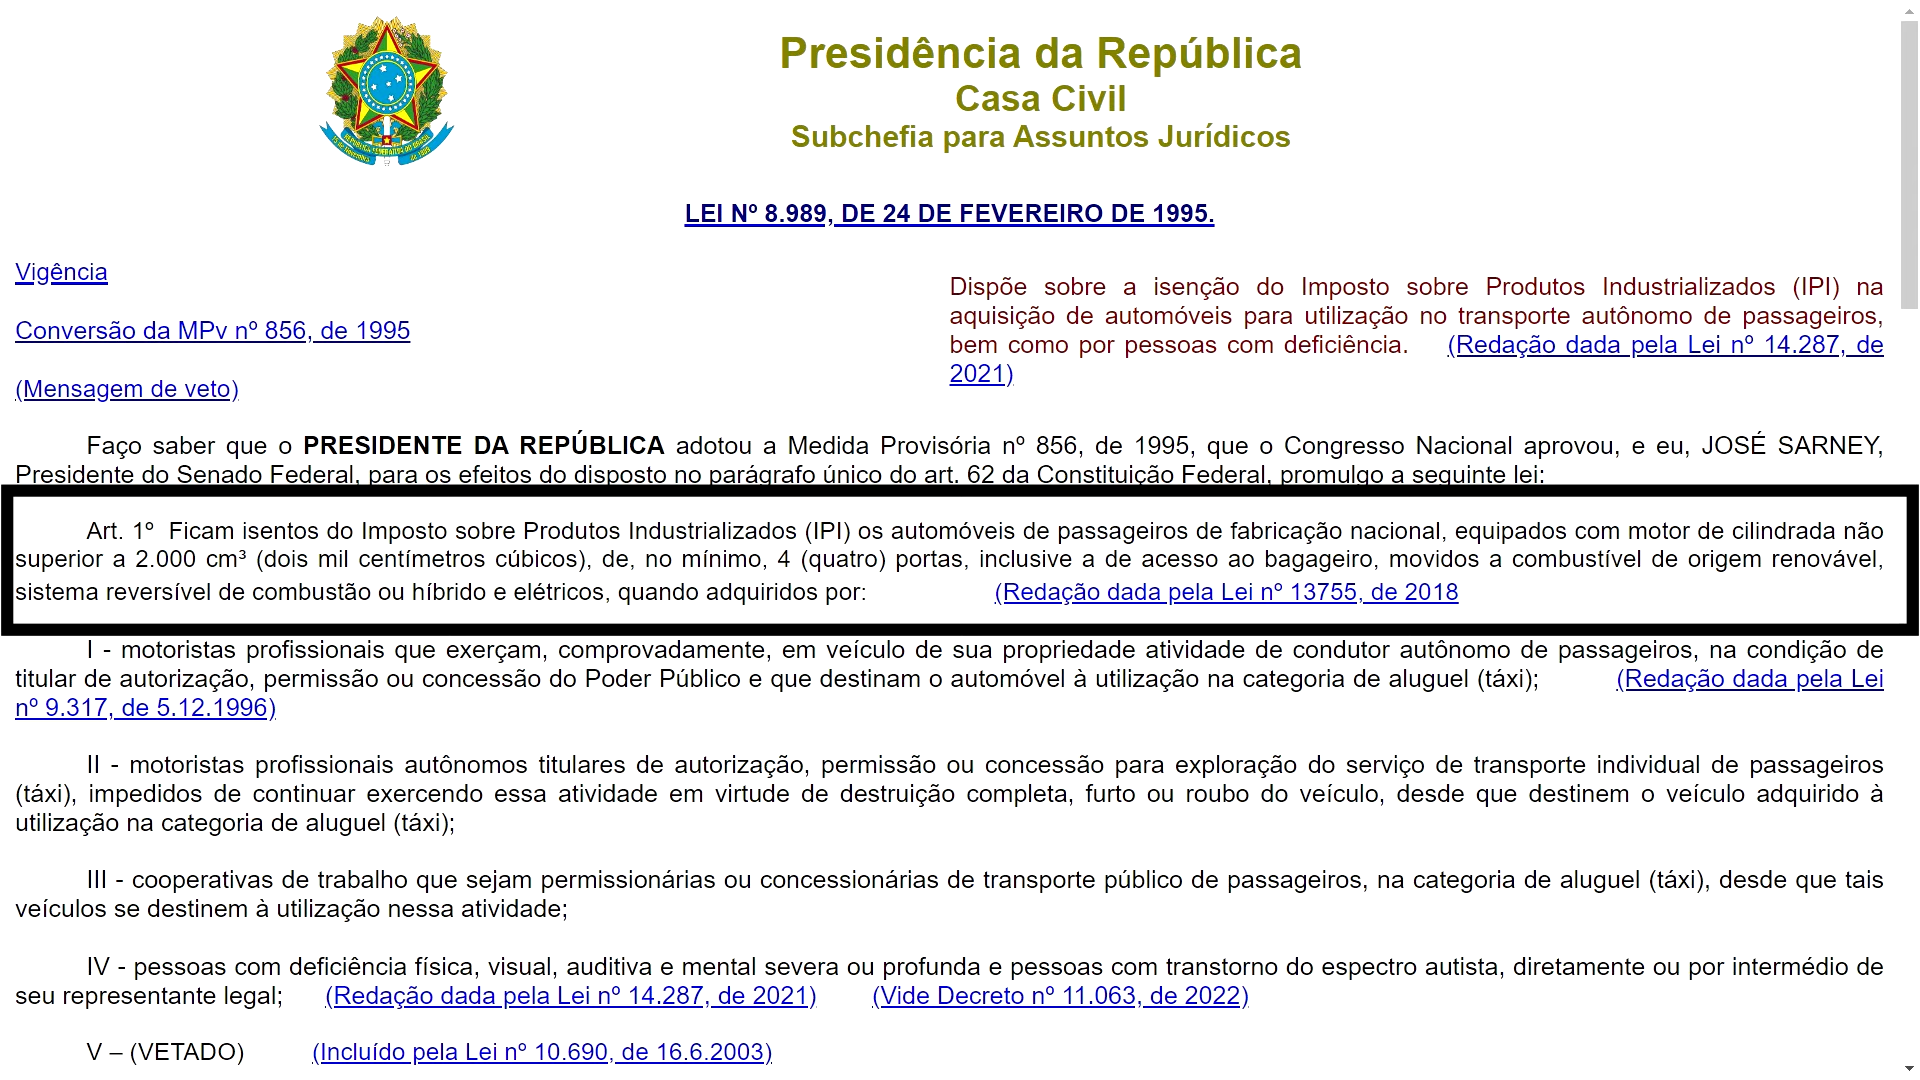 Presidência da República
Casa Civil
Subchefia para Assuntos Jurídicos
LEI Nº 8.989, DE 24 DE FEVEREIRO DE 1995.
Vigência
Conversão da MPv nº 856, de 1995
(Mensagem de veto)
Dispõe sobre a isenção do Imposto sobre Produtos Industrializados (IPI) na
aquisição de automóveis para utilização no transporte autônomo de passageiros,
bem como por pessoas com deficiência. (Redação dada pela Lei nº 14.287, de
2021)
Faço saber que o PRESIDENTE DA REPÚBLICA adotou a Medida Provisória nº 856, de 1995, que o Congresso Nacional aprovou, e eu, JOSÉ SARNEY,
Presidente do Senado Federal, para os efeitos do disposto no parágrafo único do art. 62 da Constituição Federal, promulgo a seguinte lei:
Art. 1º Ficam isentos do Imposto sobre Produtos Industrializados (IPI) os automóveis de passageiros de fabricação nacional, equipados com motor de cilindrada não
superior a 2.000 cm³ (dois mil centímetros cúbicos), de, no mínimo, 4 (quatro) portas, inclusive a de acesso ao bagageiro, movidos a combustível de origem renovável,
sistema reversível de combustão ou híbrido e elétricos, quando adquiridos por: (Redação dada pela Lei nº 13755, de 2018
I - motoristas profissionais que exerçam, comprovadamente, em veículo de sua propriedade atividade de condutor autônomo de passageiros, na condição de
titular de autorização, permissão ou concessão do Poder Público e que destinam o automóvel à utilização na categoria de aluguel (táxi); (Redação dada pela Lei
nº 9.317, de 5.12.1996)
II - motoristas profissionais autônomos titulares de autorização, permissão ou concessão para exploração do serviço de transporte individual de passageiros
(táxi), impedidos de continuar exercendo essa atividade em virtude de destruição completa, furto ou roubo do veículo, desde que destinem o veículo adquirido à
utilização na categoria de aluguel (táxi);
III - cooperativas de trabalho que sejam permissionárias ou concessionárias de transporte público de passageiros, na categoria de aluguel (táxi), desde que tais
veículos se destinem à utilização nessa atividade;
IV - pessoas com deficiência física, visual, auditiva e mental severa ou profunda e pessoas com transtorno do espectro autista, diretamente ou por intermédio de
seu representante legal; (Redação dada pela Lei nº 14.287, de 2021) (Vide Decreto nº 11.063, de 2022)
V – (VETADO) (Incluído pela Lei nº 10.690, de 16.6.2003)